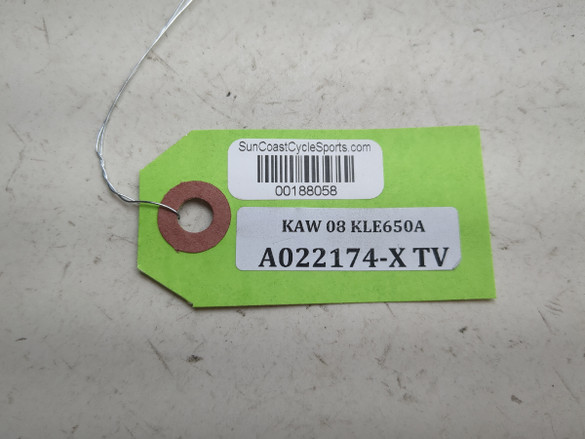 SunCoastCycleSports.com
00188058
KAW 08 KLE650A
A022174-X TV